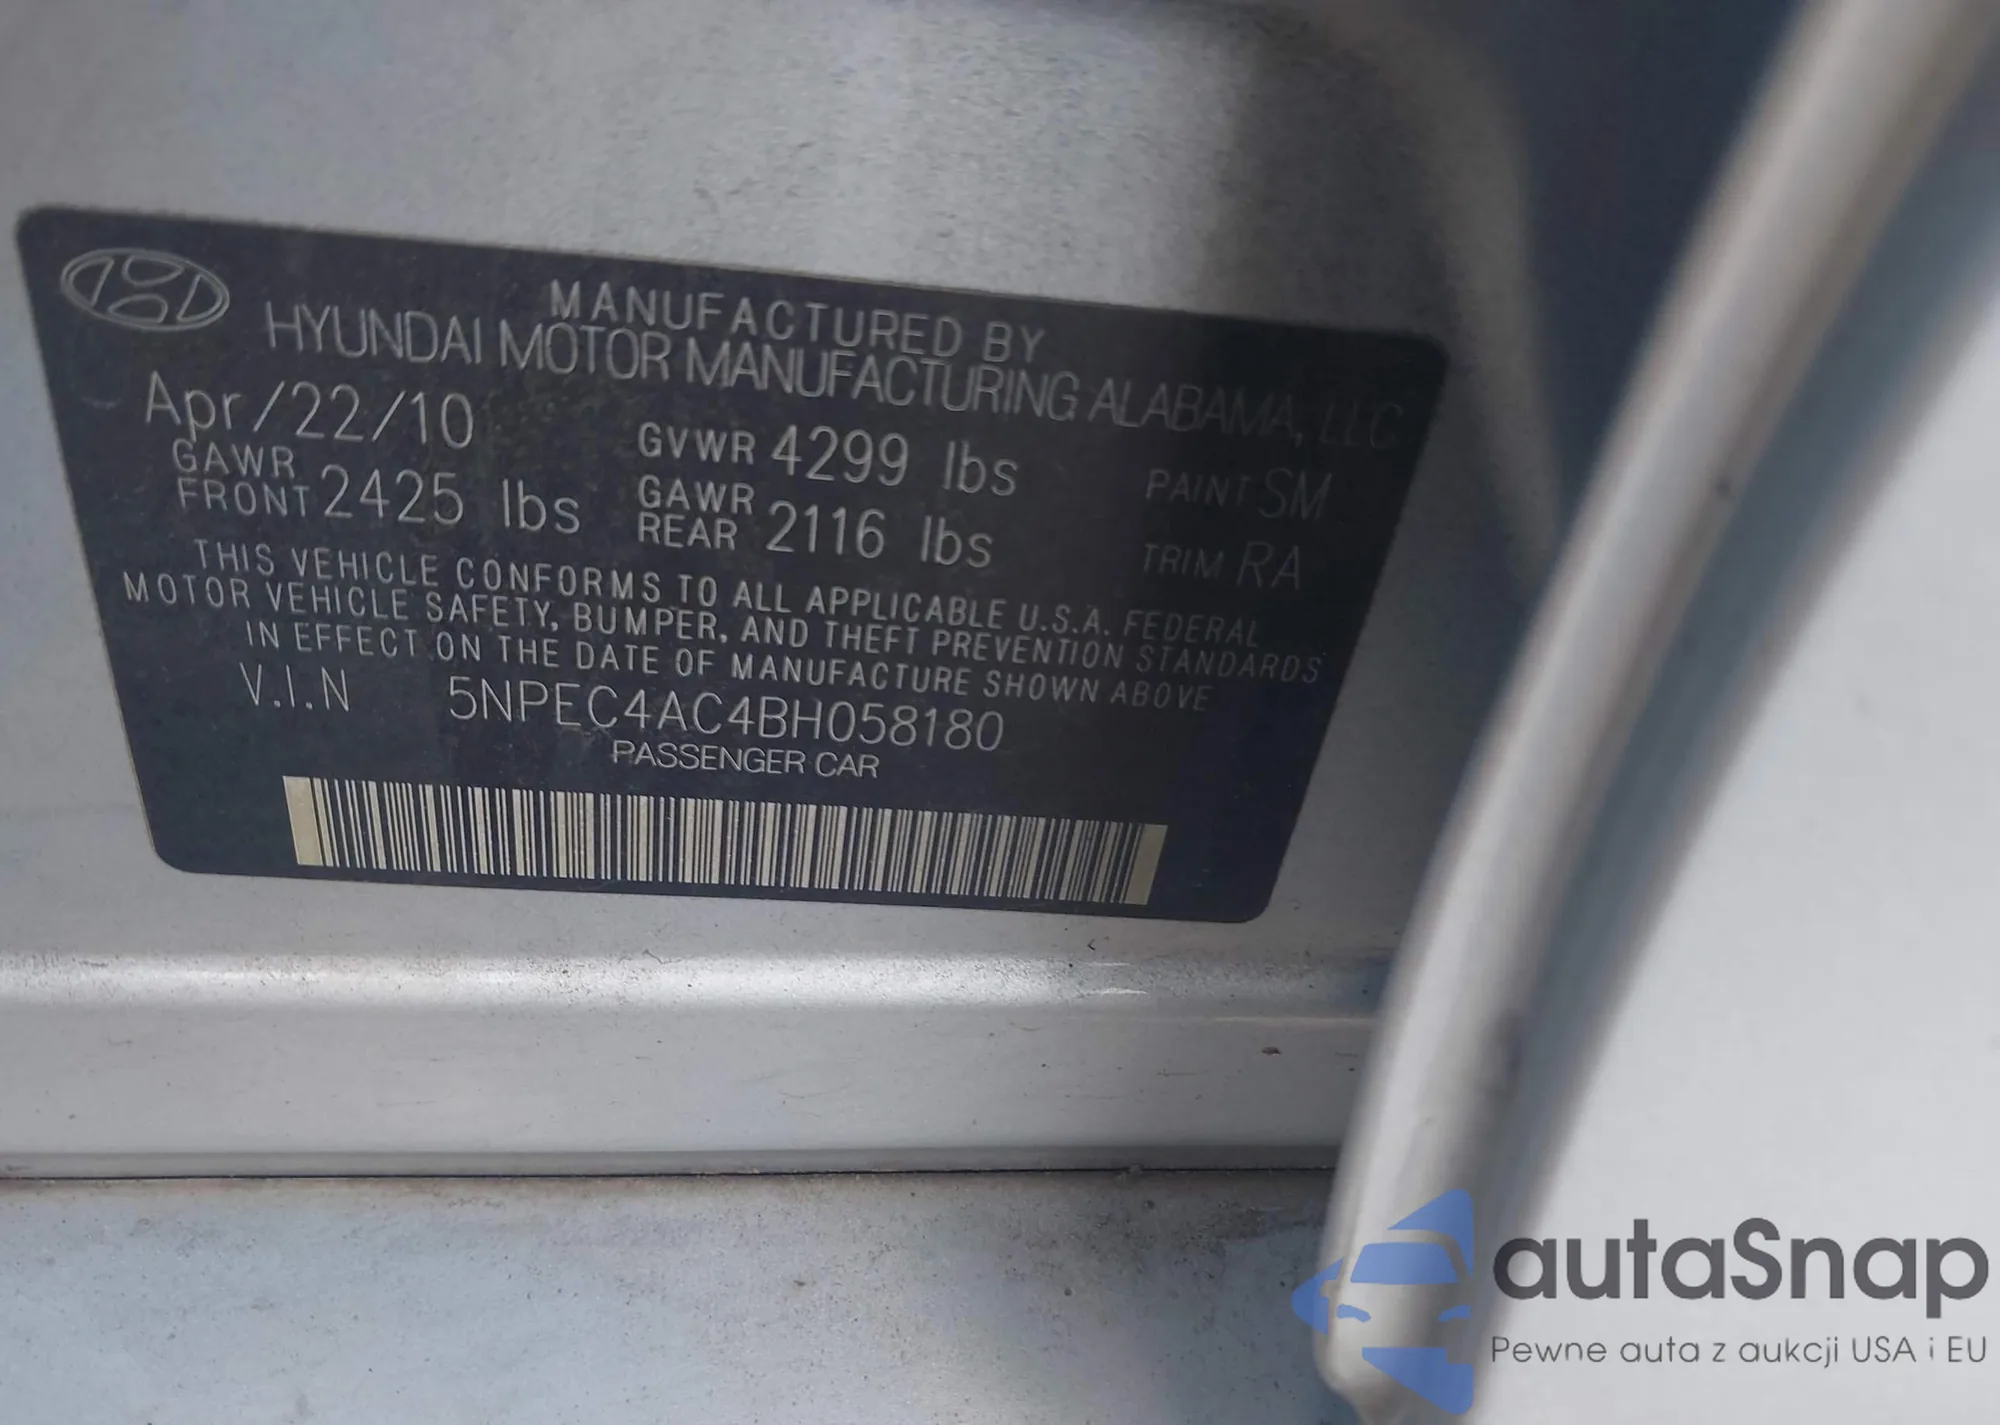 MANUFACTURED BY
HYUNDAI MOTOR MANUFACTURING ALABAMA, LLC
Apr/22/10 GVWR 4299 lbs PAINT SM
GAWR FRONT 2425 lbs GAWR REAR 2116 lbs TRIM RA
THIS VEHICLE CONFORMS TO ALL APPLICABLE U.S.A. FEDERAL
MOTOR VEHICLE SAFETY, BUMPER, AND THEFT PREVENTION STANDARDS
IN EFFECT ON THE DATE OF MANUFACTURE SHOWN ABOVE
V.I.N 5NPEC4AC4BH058180
PASSENGER CAR
autaSnap
Pewne auta z aukcji USA i EU